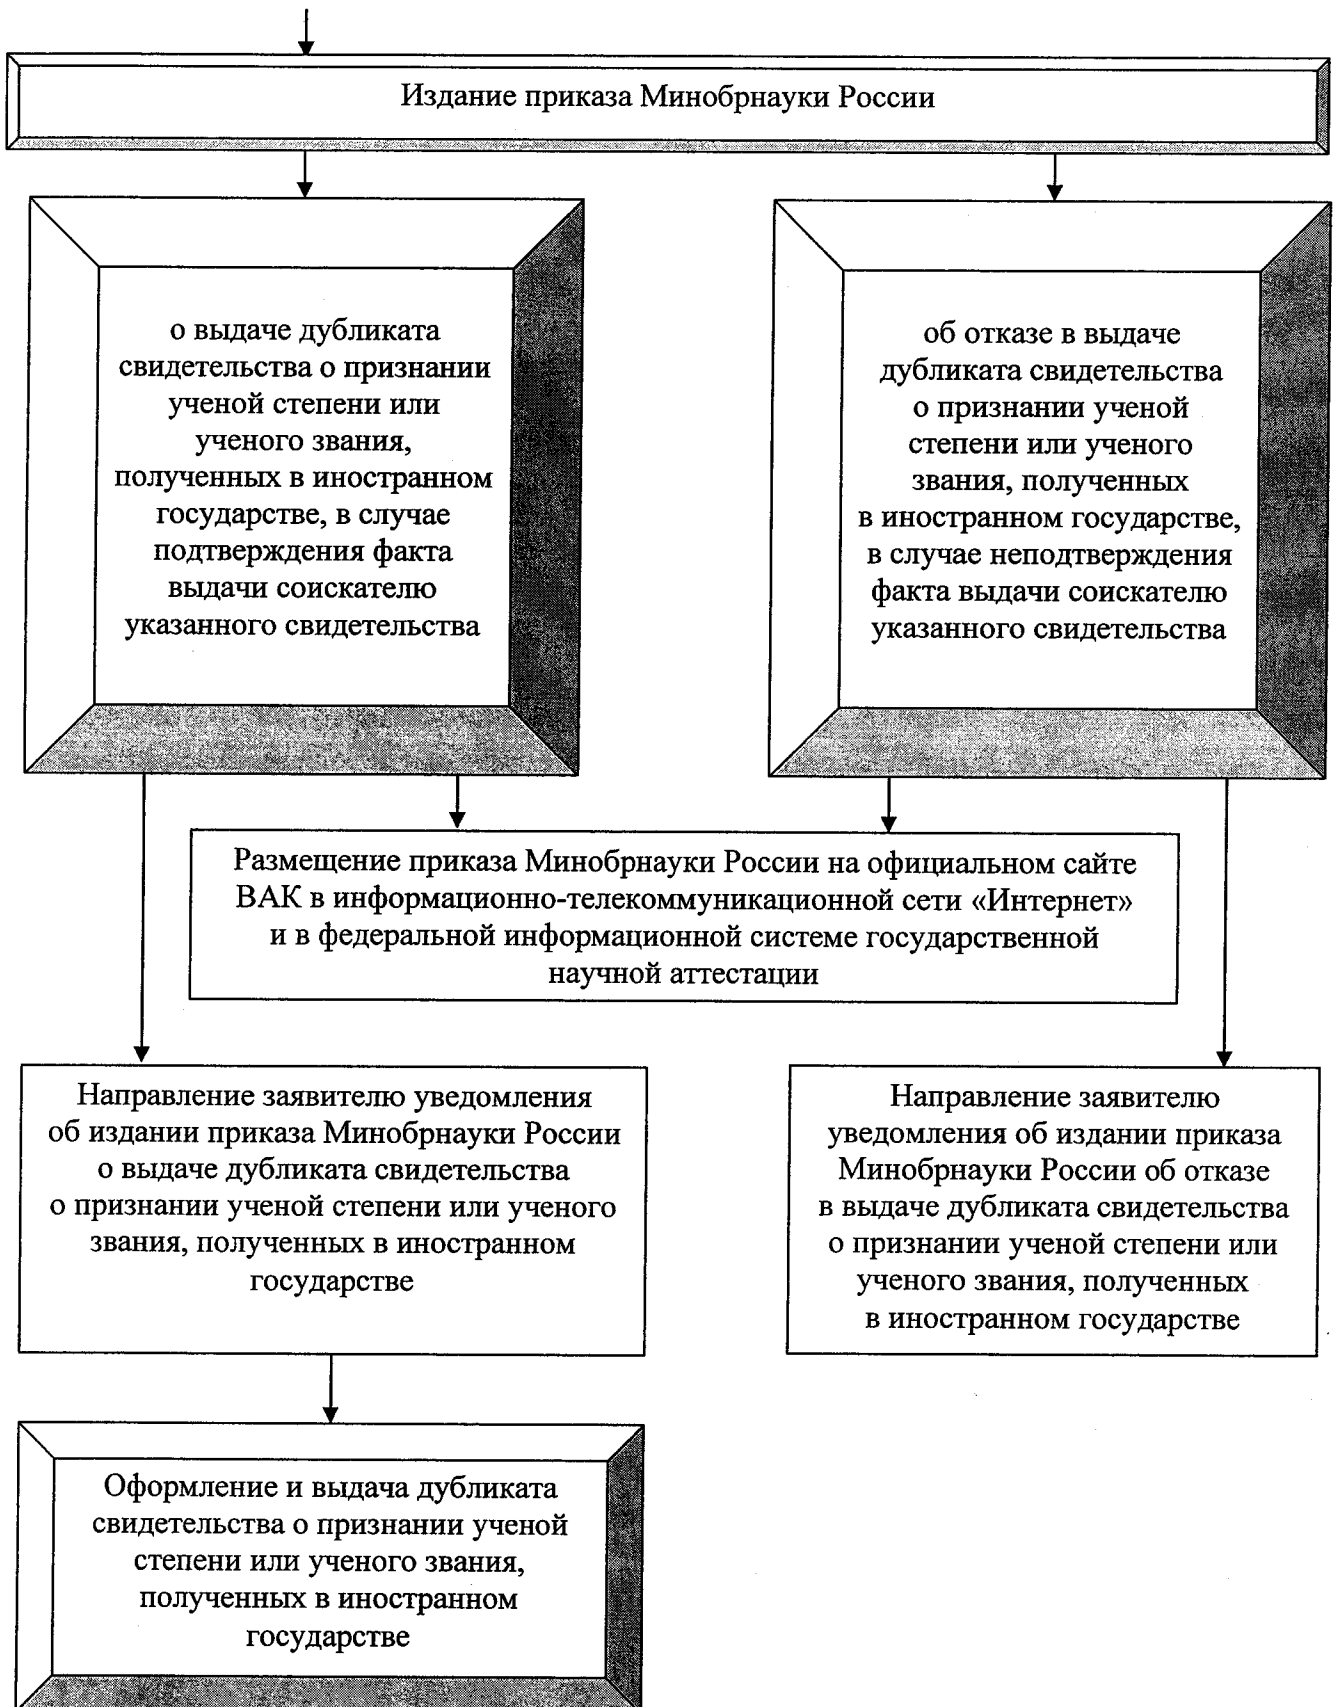 Издание приказа Минобрнауки России
о выдаче дубликата
свидетельства о признании
ученой степени или
ученого звания,
полученных в иностранном
государстве, в случае
подтверждения факта
выдачи соискателю
указанного свидетельства
об отказе в выдаче
дубликата свидетельства
о признании ученой
степени или ученого
звания, полученных
в иностранном государстве,
в случае неподтверждения
факта выдачи соискателю
указанного свидетельства
Размещение приказа Минобрнауки России на официальном сайте
ВАК в информационно-телекоммуникационной сети «Интернет»
и в федеральной информационной системе государственной
научной аттестации
Направление заявителю уведомления
об издании приказа Минобрнауки России
о выдаче дубликата свидетельства
о признании ученой степени или ученого
звания, полученных в иностранном
государстве
Направление заявителю
уведомления об издании приказа
Минобрнауки России об отказе
в выдаче дубликата свидетельства
о признании ученой степени или
ученого звания, полученных
в иностранном государстве
Оформление и выдача дубликата
свидетельства о признании ученой
степени или ученого звания,
полученных в иностранном
государстве